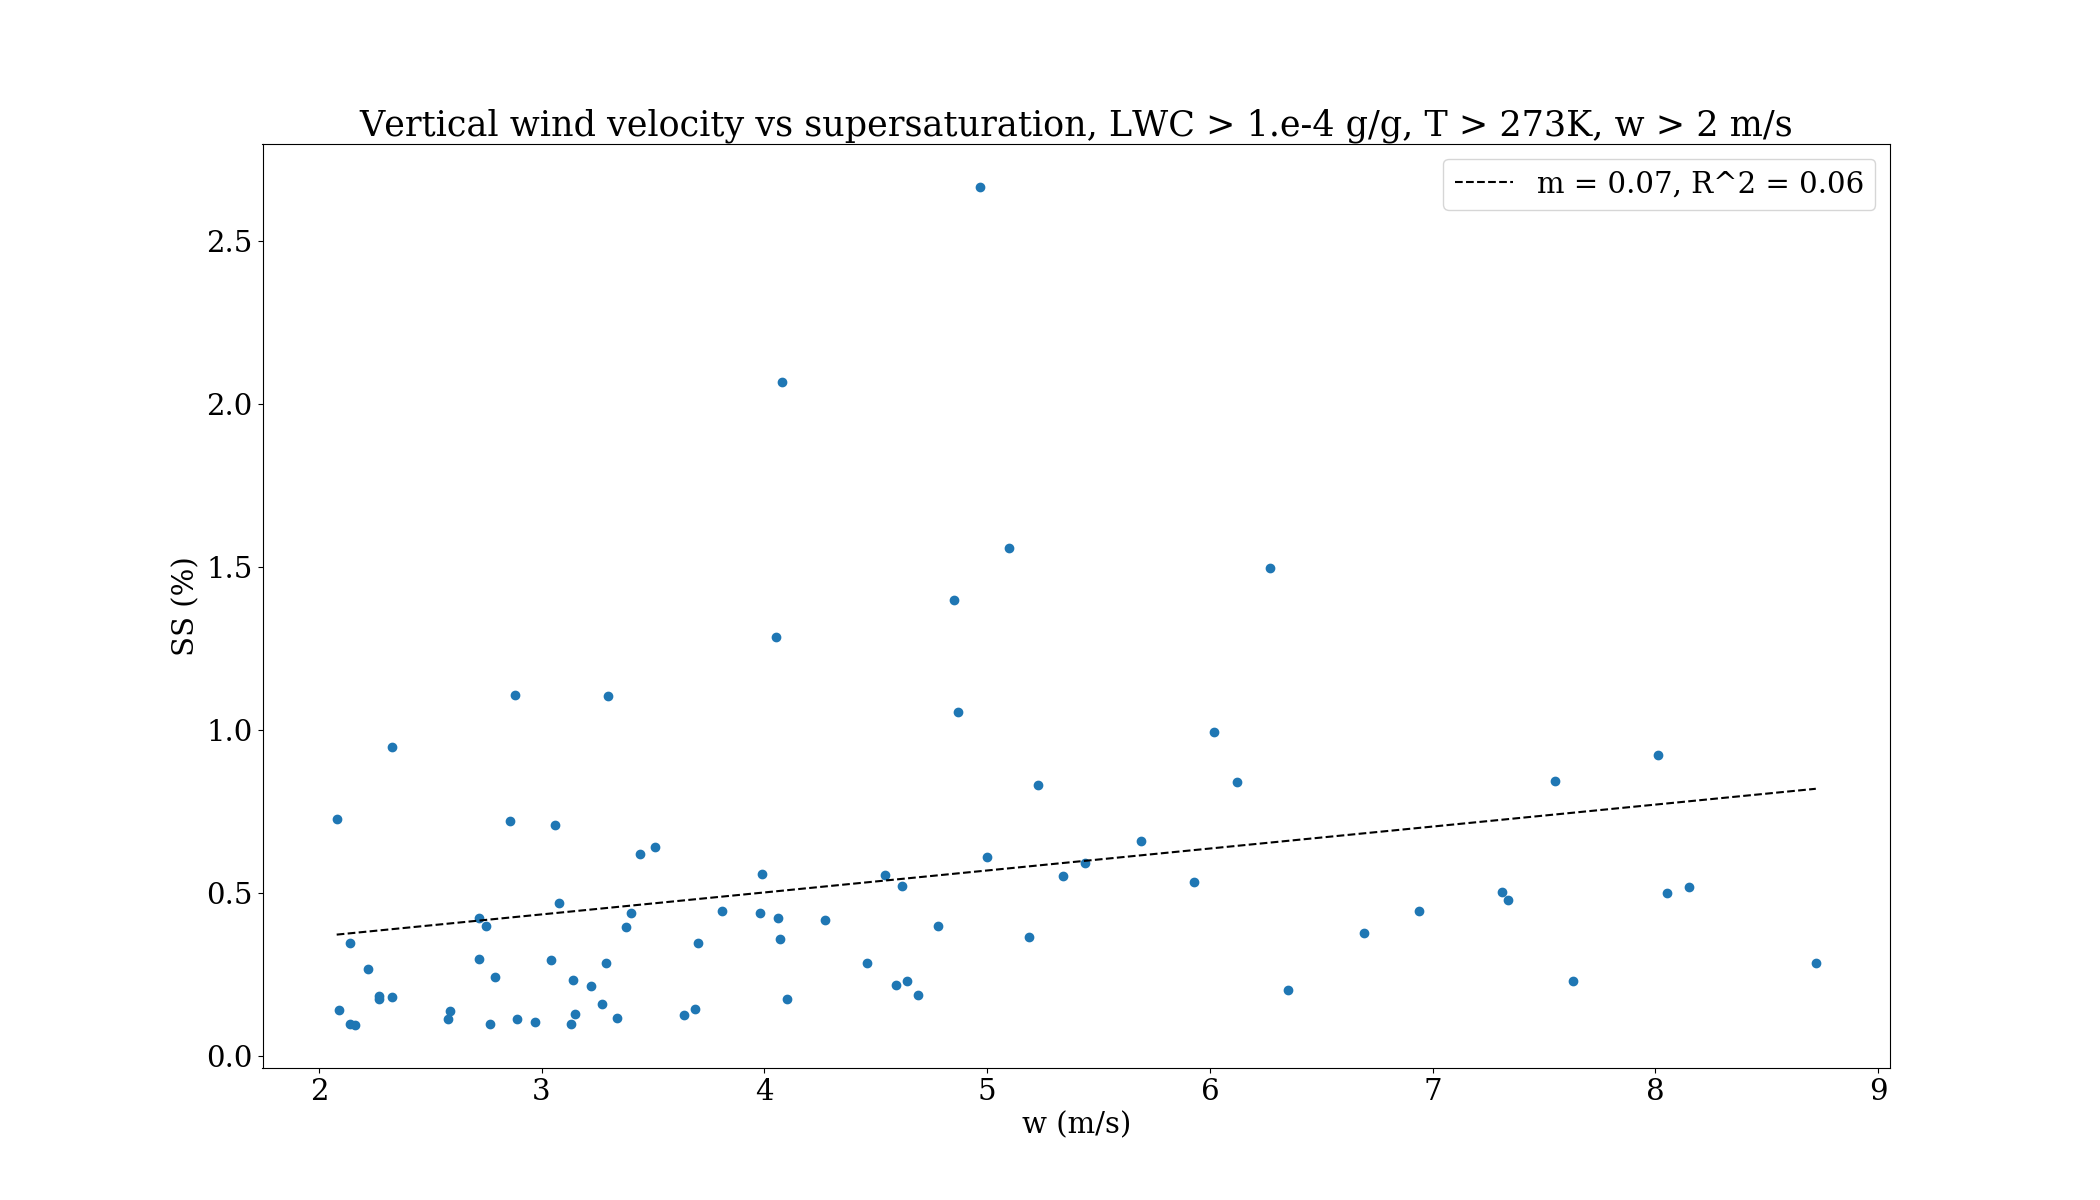 Vertical wind velocity vs supersaturation, LWC > 1.e-4 g/g, T > 273K, w > 2 m/s
m = 0.07, R^2 = 0.06
2.5
2.0
1.5
1.0
0.5
0.0
SS (%)
2 3 4 5 6 7 8 9
w (m/s)